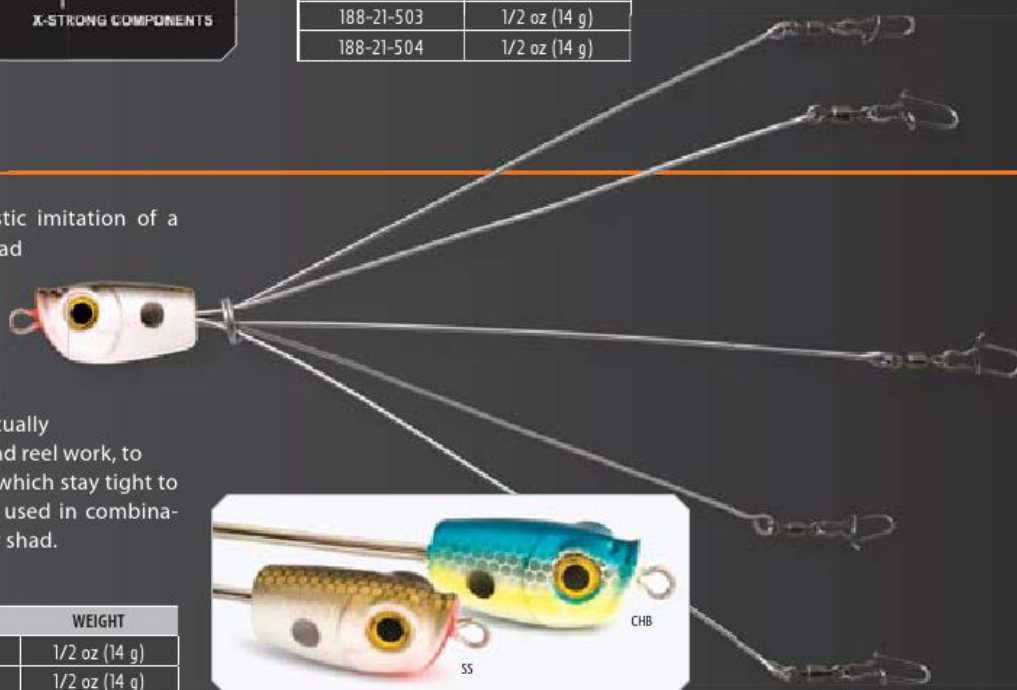 X-STRONG COMPONENTS
188-21-503 1/2 oz (14 g)
188-21-504 1/2 oz (14 g)
stic imitation of a
ad
tually
nd reel work, to
which stay tight to
used in combina-
shad.
WEIGHT
1/2 oz (14 g)
1/2 oz (14 g)
CHB
SS